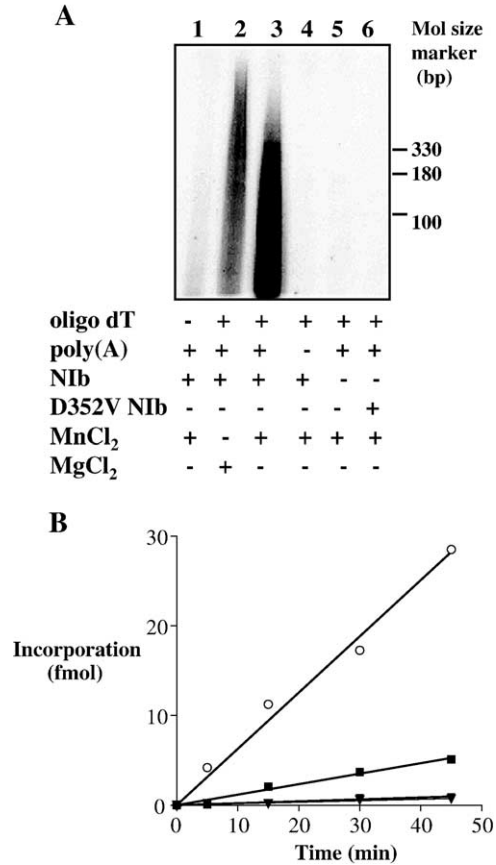 A
1 2 3 4 5 6
Mol size
marker
(bp)
330
180
100
oligo dT - + + + + +
poly(A) + + + - + +
NIb + + + + - -
D352V NIb - - - - - +
MnCl2 + - + + + +
MgCl2 - + - - - -
B
30
20
10
0
Incorporation
(fmol)
0 10 20 30 40 50
Time (min)